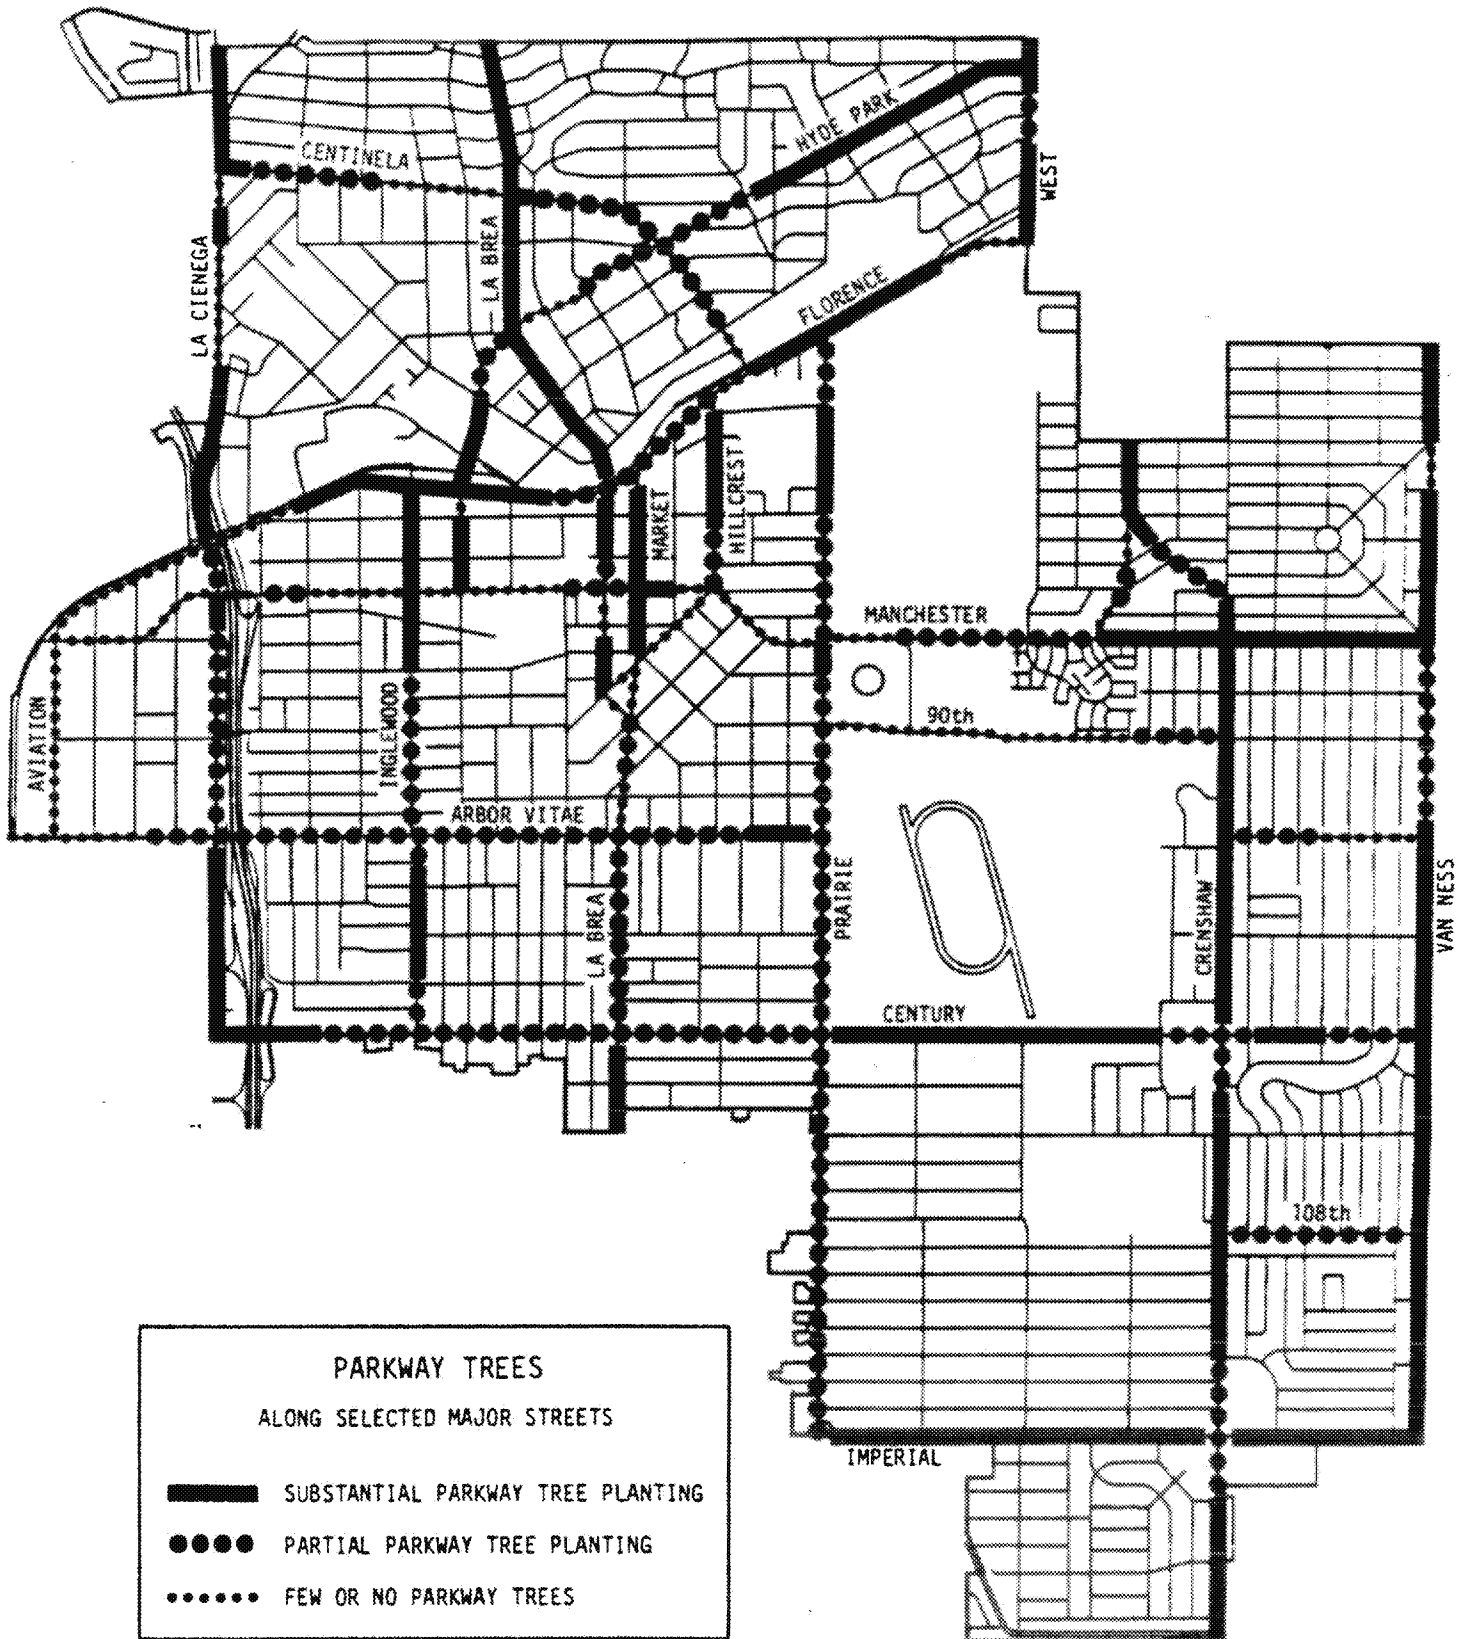 HYDE PARK
CENTINELA
WEST
LA BREA
LA CIENEGA
FLORENCE
MARKET
HILLCREST
MANCHESTER
INGLEWOOD
AVIATION
90th
ARBOR VITAE
PRAIRIE
LA BREA
CRENSHAW
VAN NESS
CENTURY
108th
IMPERIAL
PARKWAY TREES
ALONG SELECTED MAJOR STREETS
SUBSTANTIAL PARKWAY TREE PLANTING
PARTIAL PARKWAY TREE PLANTING
FEW OR NO PARKWAY TREES